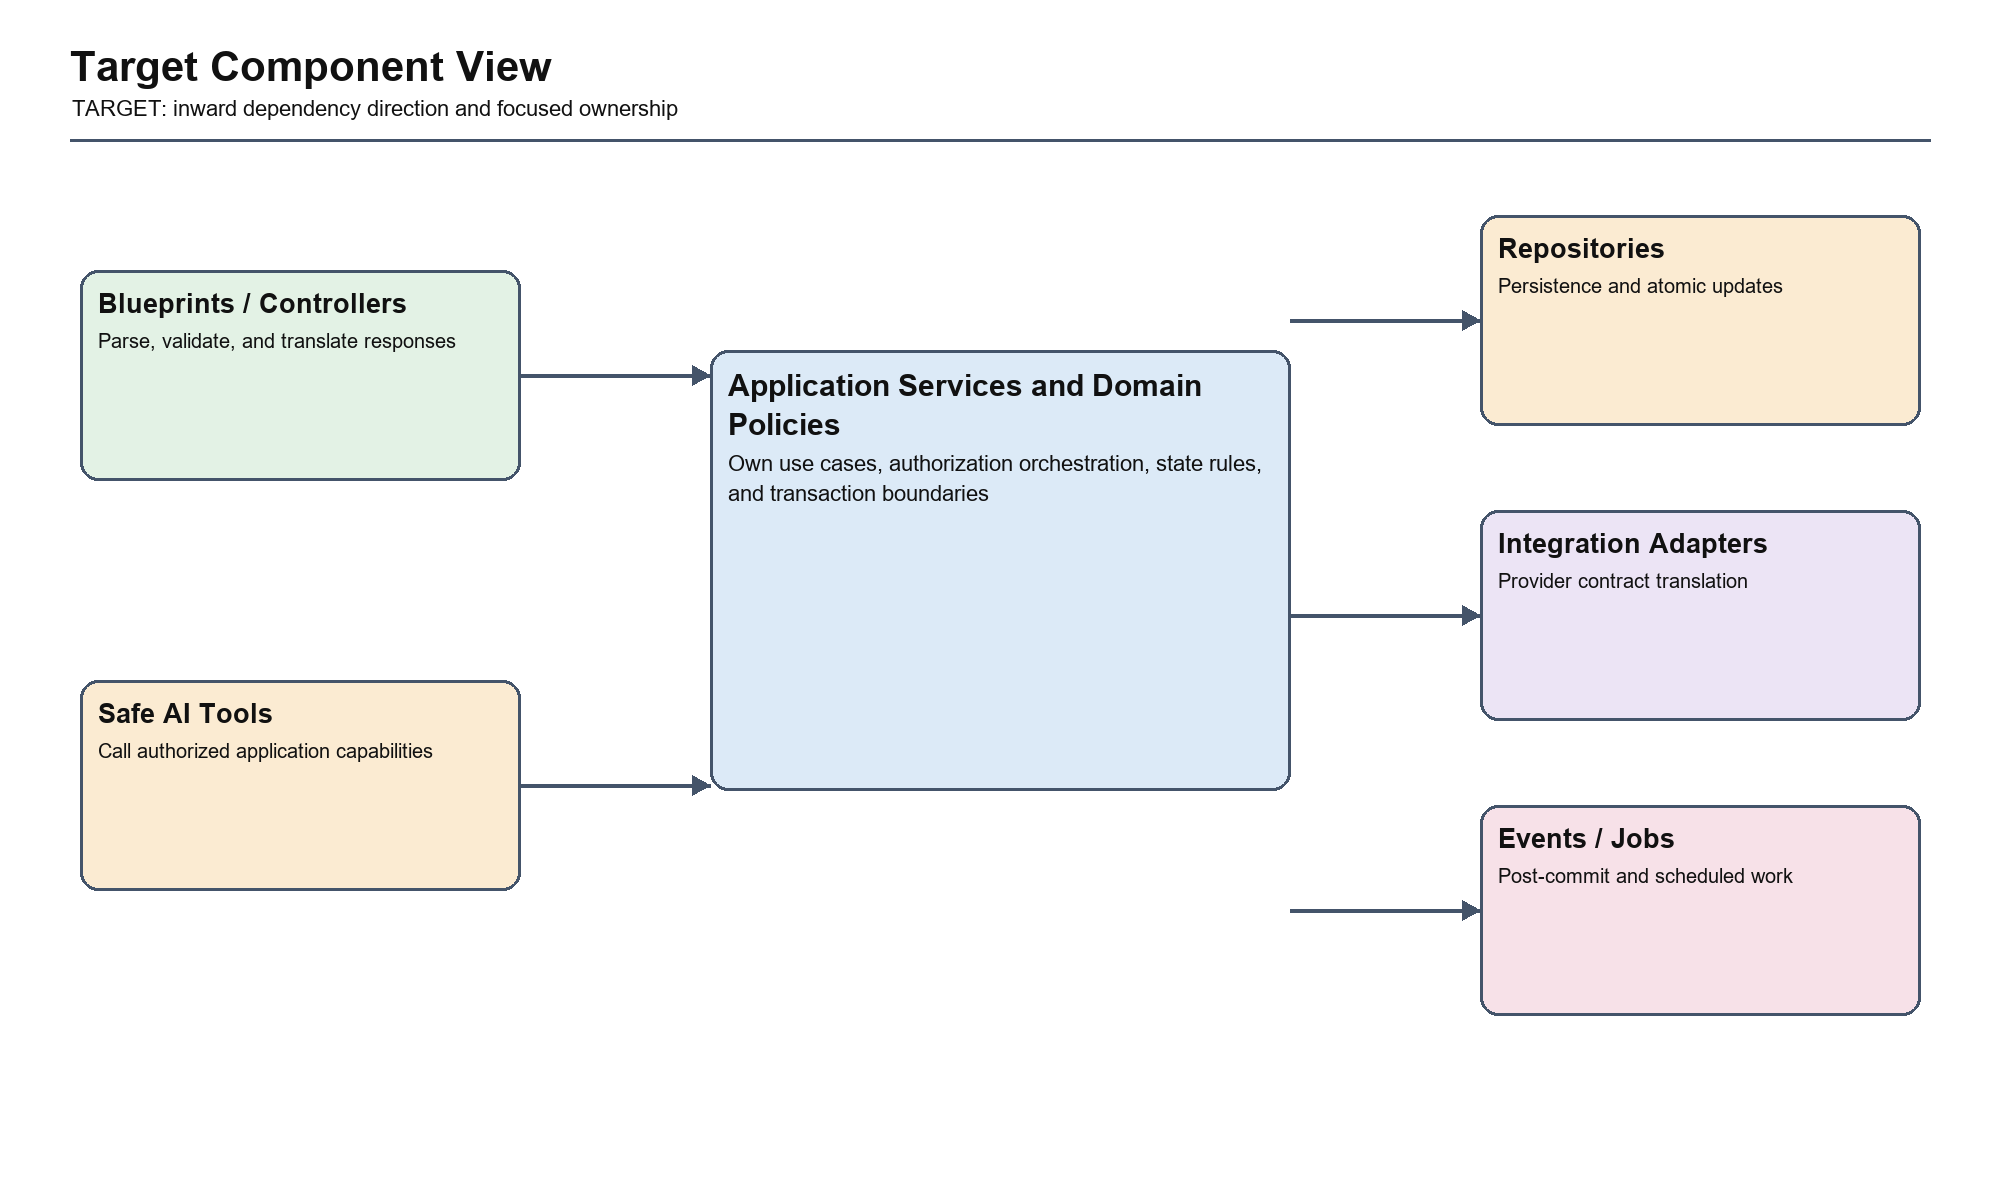 Target Component View
TARGET: inward dependency direction and focused ownership
Blueprints / Controllers
Parse, validate, and translate responses
Safe AI Tools
Call authorized application capabilities
Application Services and Domain
Policies
Own use cases, authorization orchestration, state rules,
and transaction boundaries
Repositories
Persistence and atomic updates
Integration Adapters
Provider contract translation
Events / Jobs
Post-commit and scheduled work